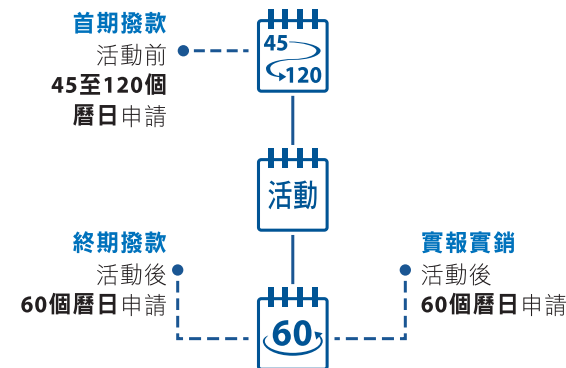 首期撥款
活動前
45至120個
曆日申請
45
120
活動
終期撥款
活動後
60個曆日申請
60
實報實銷
活動後
60個曆日申請